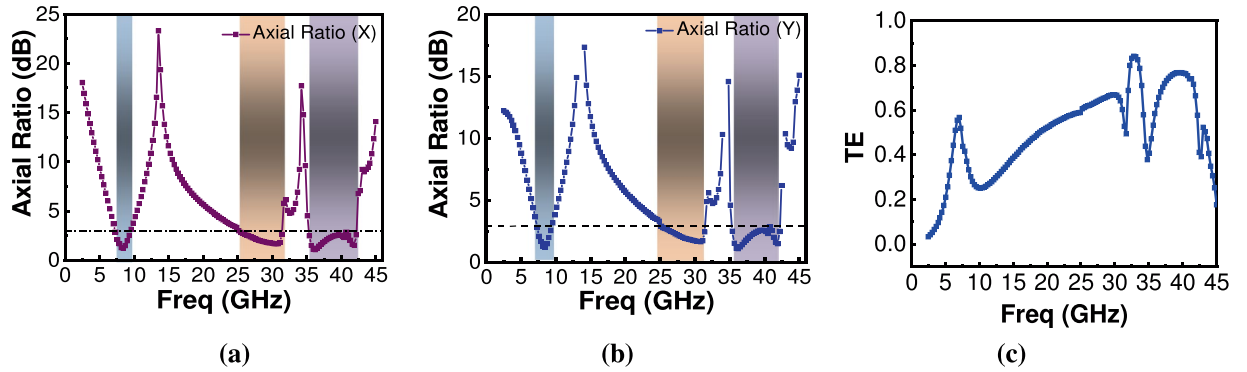 25
20
15
10
5
0
Axial Ratio (dB)
Axial Ratio (X)
0 5 10 15 20 25 30 35 40 45
Freq (GHz)
(a)
20
15
10
5
0
Axial Ratio (dB)
Axial Ratio (Y)
0 5 10 15 20 25 30 35 40 45
Freq (GHz)
(b)
1.0
0.8
0.6
0.4
0.2
0.0
TE
0 5 10 15 20 25 30 35 40 45
Freq (GHz)
(c)